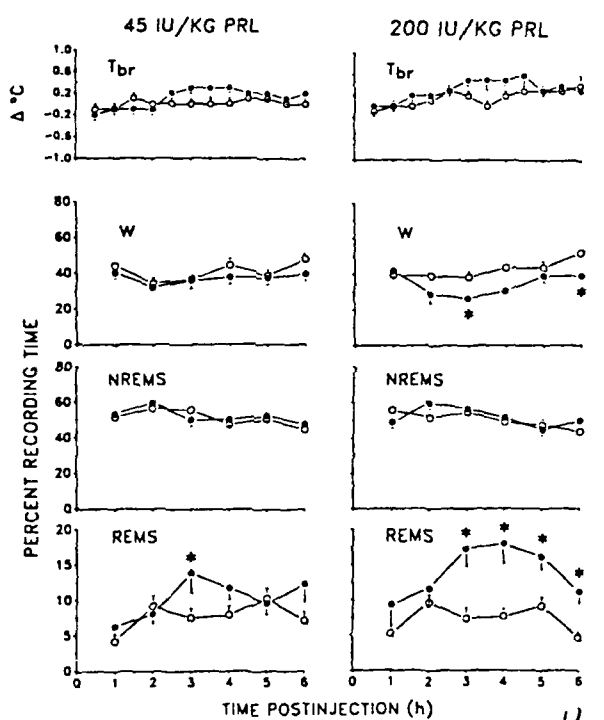 45 IU/KG PRL 200 IU/KG PRL
Tbr Tbr
Δ °C
1.0
0.6
0.2
-0.2
-0.6
-1.0
W W
80
60
40
20
0
* *
NREMS NREMS
80
60
40
20
0
PERCENT RECORDING TIME
REMS REMS
20
15
10
5
0
* * * * *
0 1 2 3 4 5 6 0 1 2 3 4 5 6
TIME POSTINJECTION (h)